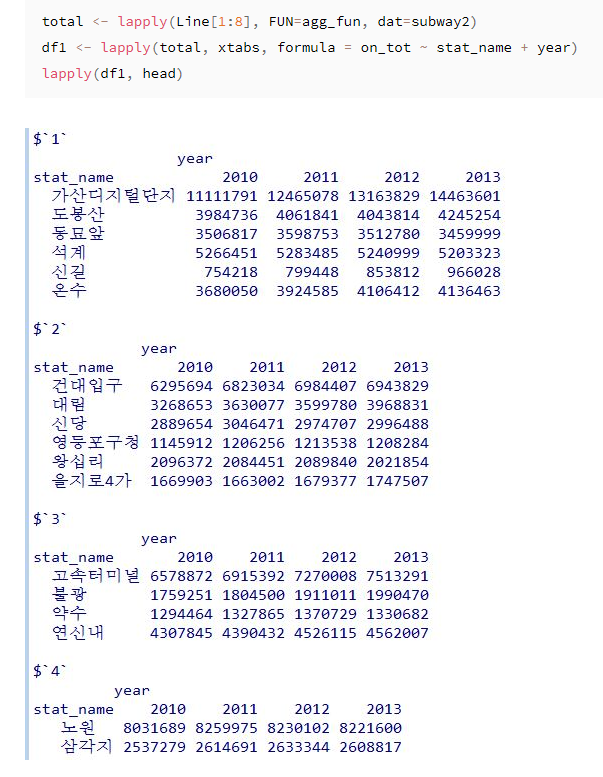 total <- lapply(Line[1:8], FUN=agg_fun, dat=subway2)
df1 <- lapply(total, xtabs, formula = on_tot ~ stat_name + year)
lapply(df1, head)
$`1`
year
stat_name 2010 2011 2012 2013
가산디지털단지 11111791 12465078 13163829 14463601
도봉산 3984736 4061841 4043814 4245254
동묘앞 3506817 3598753 3512780 3459999
석계 5266451 5283485 5240999 5203323
신길 754218 799448 853812 966028
온수 3680050 3924585 4106412 4136463
$`2`
year
stat_name 2010 2011 2012 2013
건대입구 6295694 6823034 6984407 6943829
대림 3268653 3630077 3599780 3968831
신당 2889654 3046471 2974707 2996488
영등포구청 1145912 1206256 1213538 1208284
왕십리 2096372 2084451 2089840 2021854
을지로4가 1669903 1663002 1679377 1747507
$`3`
year
stat_name 2010 2011 2012 2013
고속터미널 6578872 6915392 7270008 7513291
불광 1759251 1804500 1911011 1990470
약수 1294464 1327865 1370729 1330682
연신내 4307845 4390432 4526115 4562007
$`4`
year
stat_name 2010 2011 2012 2013
노원 8031689 8259975 8230102 8221600
삼각지 2537279 2614691 2633344 2608817